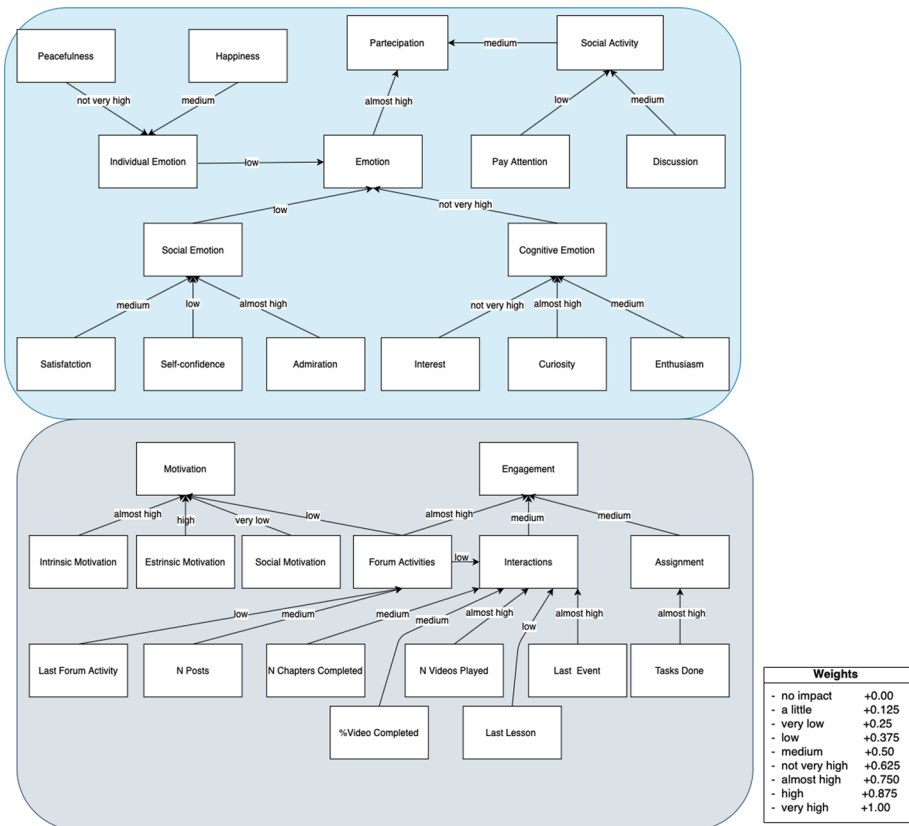 Peacefulness
Happiness
Partecipation
medium
Social Activity
not very high
medium
almost high
low
medium
Individual Emotion
low
Emotion
Pay Attention
Discussion
low
not very high
Social Emotion
Cognitive Emotion
medium
low
almost high
not very high
almost high
medium
Satisfatction
Self-confidence
Admiration
Interest
Curiosity
Enthusiasm
Motivation
Engagement
almost high
high
very low
low
almost high
medium
medium
Intrinsic Motivation
Estrinsic Motivation
Social Motivation
Forum Activities
low
Interactions
Assignment
low
medium
medium
medium
almost high
low
almost high
almost high
Last Forum Activity
N Posts
N Chapters Completed
N Videos Played
Last Event
Tasks Done
%Video Completed
Last Lesson
Weights
- no impact +0.00
- a little +0.125
- very low +0.25
- low +0.375
- medium +0.50
- not very high +0.625
- almost high +0.750
- high +0.875
- very high +1.00